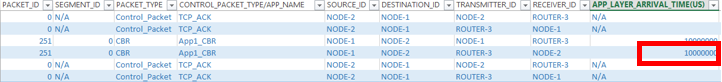 PACKET_ID SEGMENT_ID PACKET_TYPE CONTROL_PACKET_TYPE/APP_NAME SOURCE_ID DESTINATION_ID TRANSMITTER_ID RECEIVER_ID APP_LAYER_ARRIVAL_TIME(US)
0 N/A Control_Packet TCP_ACK NODE-2 NODE-1 NODE-2 ROUTER-3 N/A
0 N/A Control_Packet TCP_ACK NODE-2 NODE-1 ROUTER-3 NODE-1 N/A
251 0 CBR App1_CBR NODE-1 NODE-2 NODE-1 ROUTER-3 10000000
251 0 CBR App1_CBR NODE-1 NODE-2 ROUTER-3 NODE-2 10000000
0 N/A Control_Packet TCP_ACK NODE-2 NODE-1 NODE-2 ROUTER-3 N/A
0 N/A Control_Packet TCP_ACK NODE-2 NODE-1 ROUTER-3 NODE-1 N/A